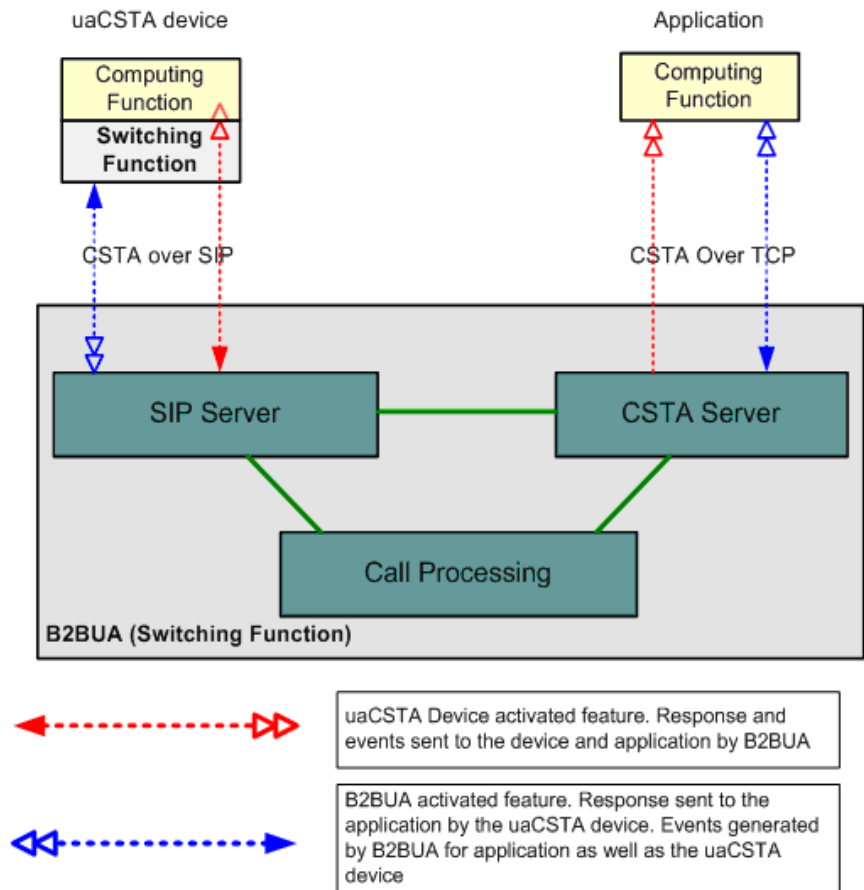 uaCSTA device
Application
Computing
Function
Switching
Function
Computing
Function
CSTA over SIP
CSTA Over TCP
SIP Server
CSTA Server
Call Processing
B2BUA (Switching Function)
uaCSTA Device activated feature. Response and
events sent to the device and application by B2BUA
B2BUA activated feature. Response sent to the
application by the uaCSTA device. Events generated
by B2BUA for application as well as the uaCSTA
device